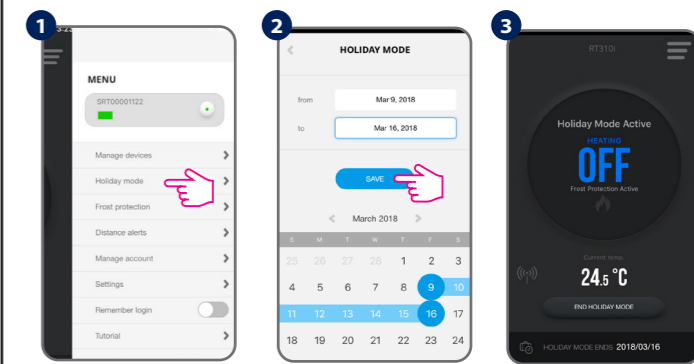 1
3:23
MENU
SRT00001122
Manage devices
Holiday mode
Frost protection
Distance alerts
Manage account
Settings
Remember login
Tutorial
2
HOLIDAY MODE
from Mar 9, 2018
to Mar 16, 2018
SAVE
March 2018
S M T W T F S
25 26 27 28 1 2 3
4 5 6 7 8 9 10
11 12 13 14 15 16 17
18 19 20 21 22 23 24
3
RT310i
Holiday Mode Active
HEATING
OFF
Frost Protection Active
Current temp.
24.5 °C
END HOLIDAY MODE
HOLIDAY MODE ENDS 2018/03/16